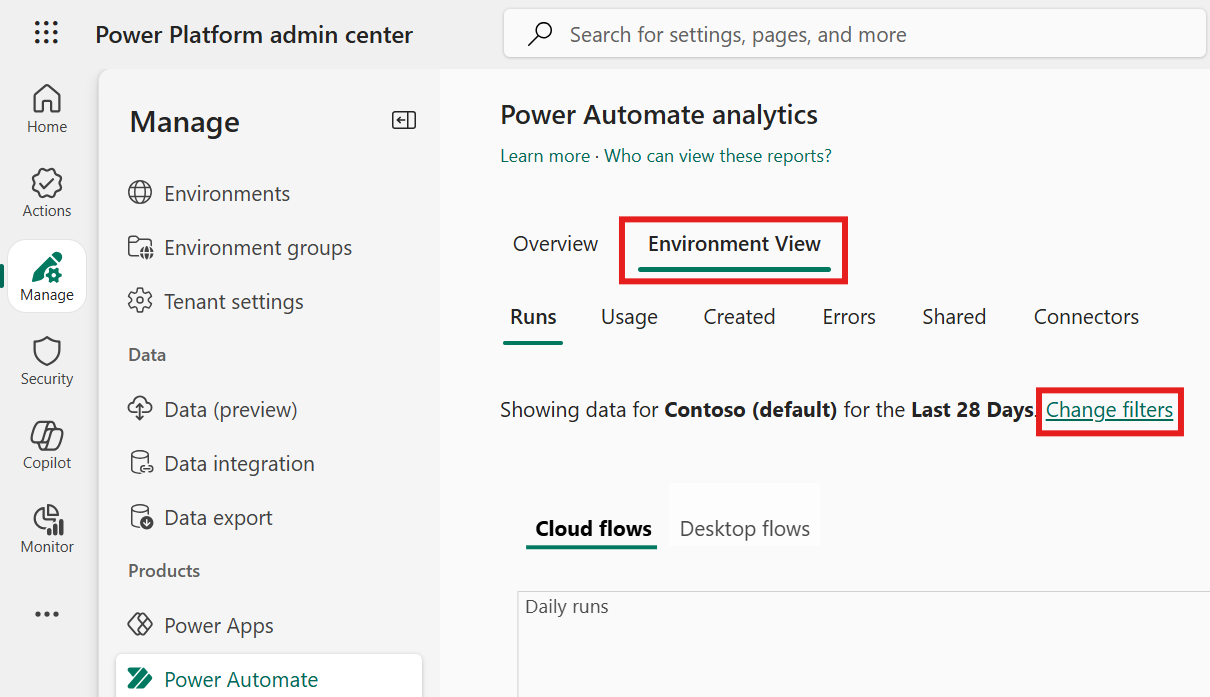 Power Platform admin center
Search for settings, pages, and more
Home
Actions
Manage
Security
Copilot
Monitor
Manage
Environments
Environment groups
Tenant settings
Data
Data (preview)
Data integration
Data export
Products
Power Apps
Power Automate
Power Automate analytics
Learn more · Who can view these reports?
Overview Environment View
Runs Usage Created Errors Shared Connectors
Showing data for Contoso (default) for the Last 28 Days. Change filters
Cloud flows Desktop flows
Daily runs